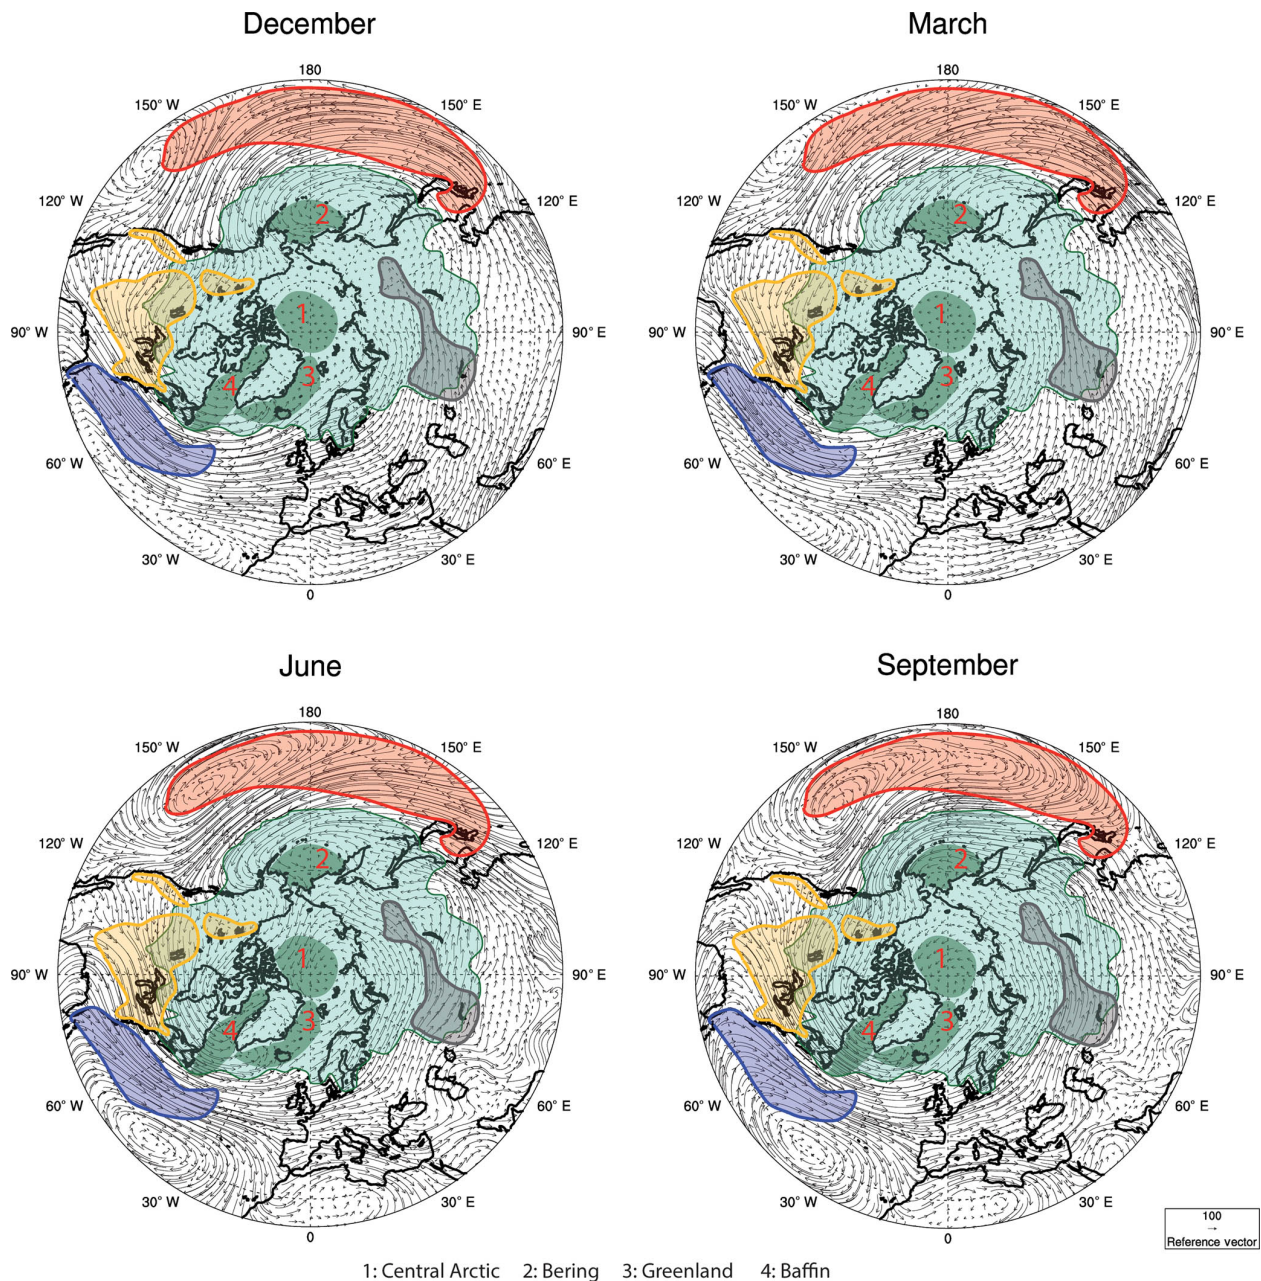 December
March
180
180
150° W
150° E
150° W
150° E
120° W
120° E
120° W
120° E
2
2
1
1
90° W
90° E
90° W
90° E
3
3
4
4
60° W
60° E
60° W
60° E
30° W
30° E
30° W
30° E
0
0
June
September
180
180
150° W
150° E
150° W
150° E
120° W
120° E
120° W
120° E
2
2
1
1
90° W
90° E
90° W
90° E
3
3
4
4
60° W
60° E
60° W
60° E
30° W
30° E
30° W
30° E
0
0
100
Reference vector
1: Central Arctic 2: Bering 3: Greenland 4: Baffin